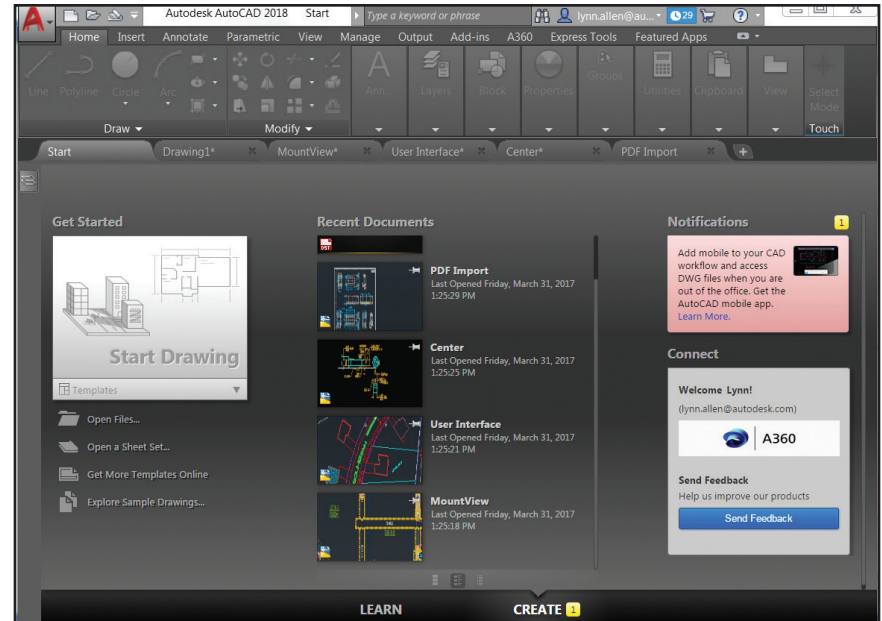 Autodesk AutoCAD 2018 Start Type a keyword or phrase lynn.allen@au... 29 ?
Home Insert Annotate Parametric View Manage Output Add-ins A360 Express Tools Featured Apps
Line Polyline Circle Arc A Ann... Layers Block Properties Groups Utilities Clipboard View Select
Mode
Draw Modify Touch
Start Drawing1* MountView* User Interface* Center* PDF Import +
Get Started
Start Drawing
Templates
Open Files...
Open a Sheet Set...
Get More Templates Online
Explore Sample Drawings...
Recent Documents
DST
PDF Import
Last Opened Friday, March 31, 2017
1:25:29 PM
Center
Last Opened Friday, March 31, 2017
1:25:25 PM
User Interface
Last Opened Friday, March 31, 2017
1:25:21 PM
MountView
Last Opened Friday, March 31, 2017
1:25:18 PM
Notifications 1
Add mobile to your CAD
workflow and access
DWG files when you are
out of the office. Get the
AutoCAD mobile app.
Learn More.
Connect
Welcome Lynn!
(lynn.allen@autodesk.com)
A360
Send Feedback
Help us improve our products
Send Feedback
LEARN CREATE 1